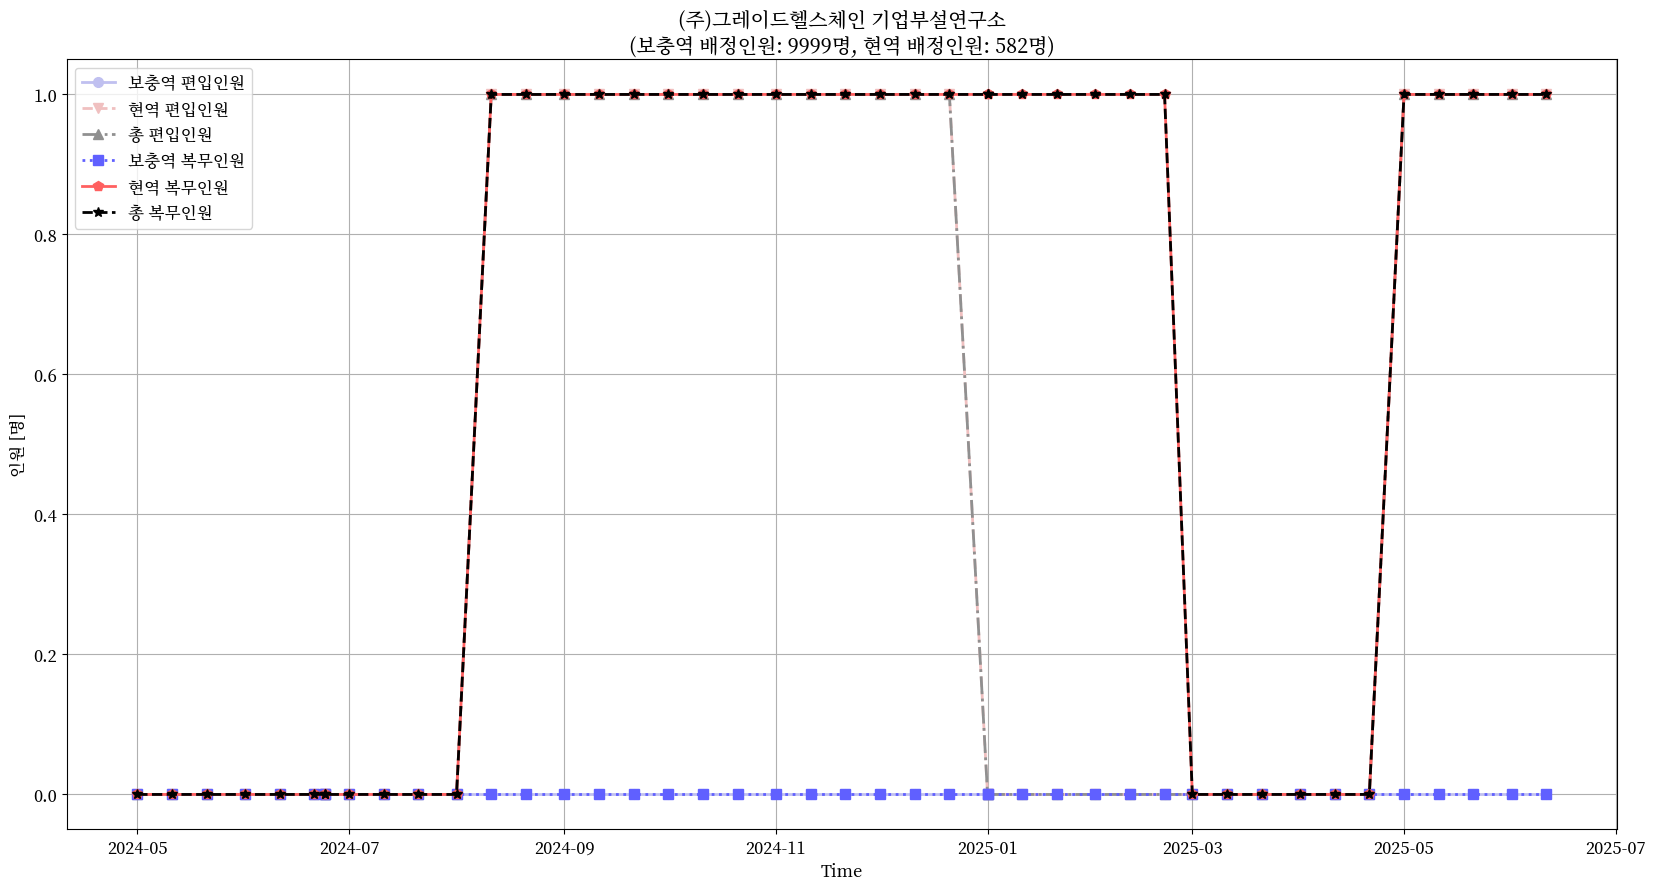 (주)그레이드헬스체인 기업부설연구소
(보충역 배정인원: 9999명, 현역 배정인원: 582명)
보충역 편입인원
현역 편입인원
총 편입인원
보충역 복무인원
현역 복무인원
총 복무인원
1.0
0.8
0.6
0.4
0.2
0.0
인원 [명]
2024-05 2024-07 2024-09 2024-11 2025-01 2025-03 2025-05 2025-07
Time